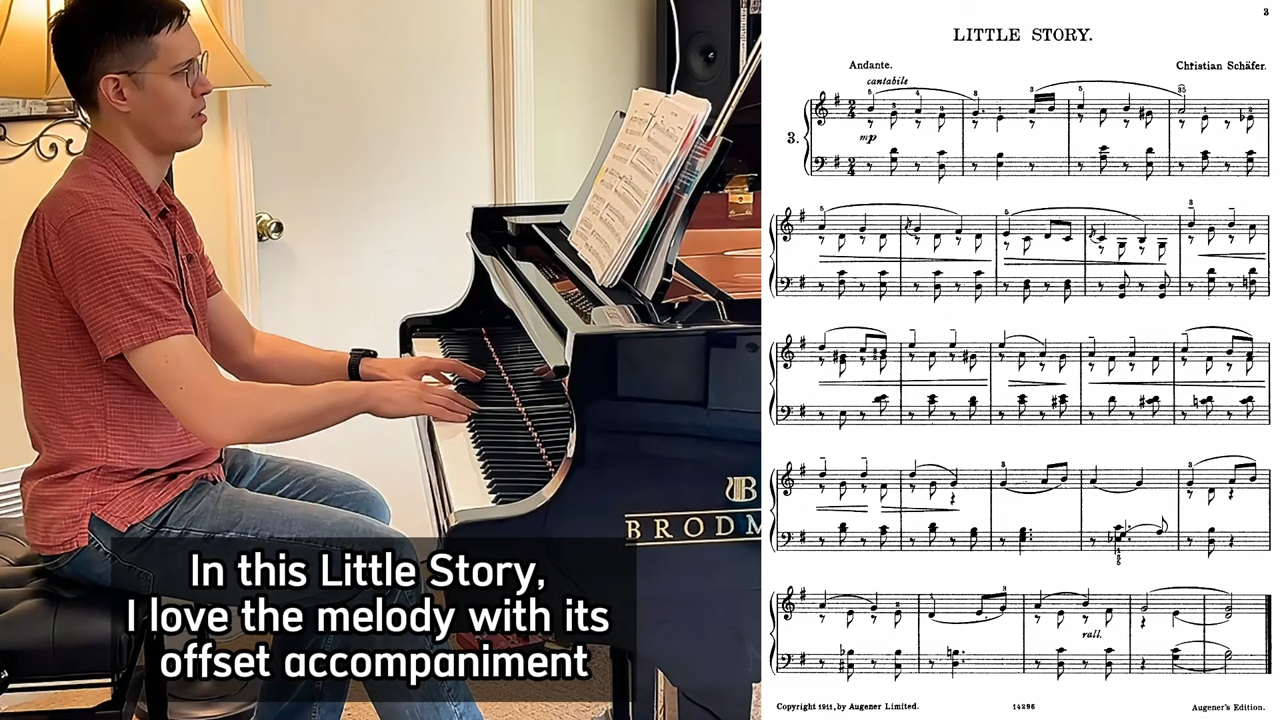 3
LITTLE STORY.
Andante.
Christian Schäfer.
cantabile
3.
mp
rall.
Copyright 1911, by Augener Limited.
14296
Augener's Edition.
BRODM
In this Little Story,
I love the melody with its
offset accompaniment